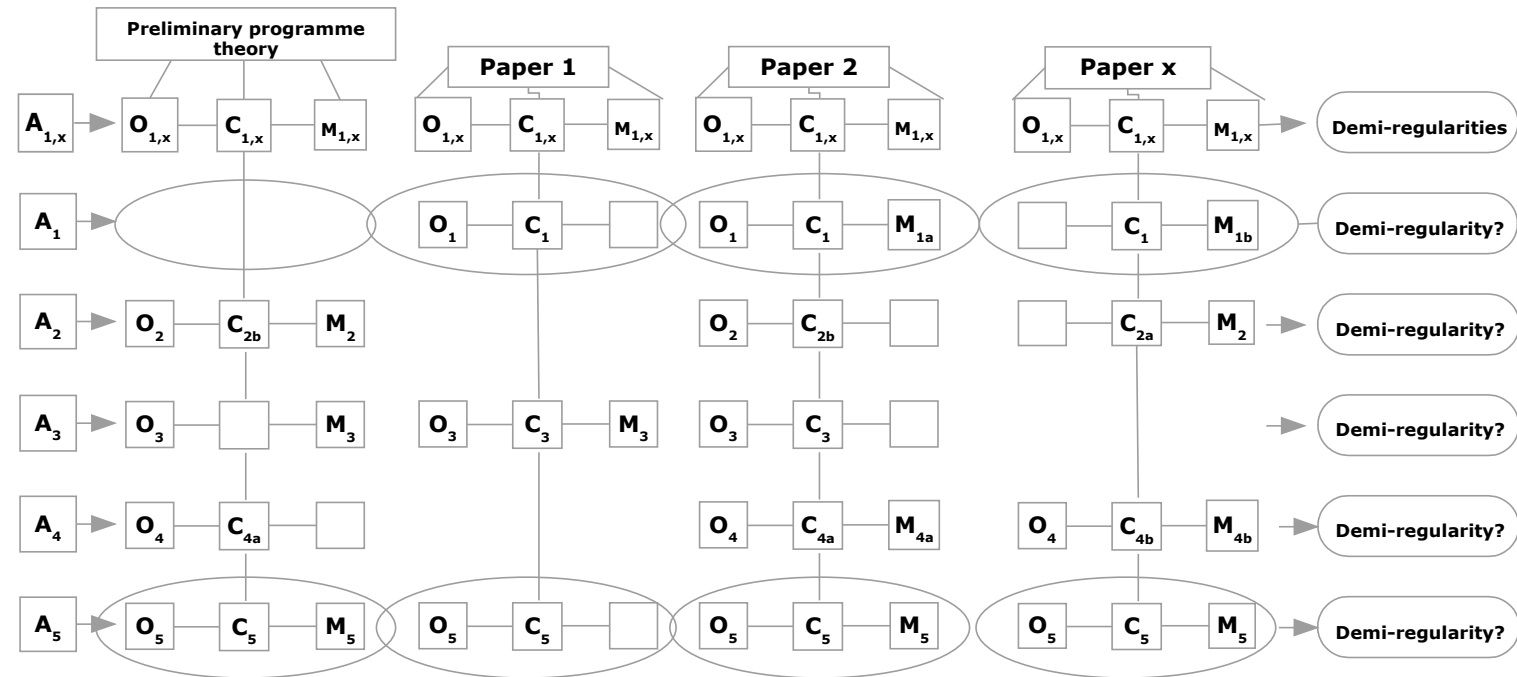 Preliminary programme
theory
Paper 1
Paper 2
Paper x
A1,x O1,x C1,x M1,x O1,x C1,x M1,x O1,x C1,x M1,x O1,x C1,x M1,x Demi-regularities
A1 O1 C1 O1 C1 M1a C1 M1b Demi-regularity?
A2 O2 C2b M2 O2 C2b C2a M2 Demi-regularity?
A3 O3 M3 O3 C3 M3 O3 C3 Demi-regularity?
A4 O4 C4a O4 C4a M4a O4 C4b M4b Demi-regularity?
A5 O5 C5 M5 O5 C5 O5 C5 M5 O5 C5 M5 Demi-regularity?